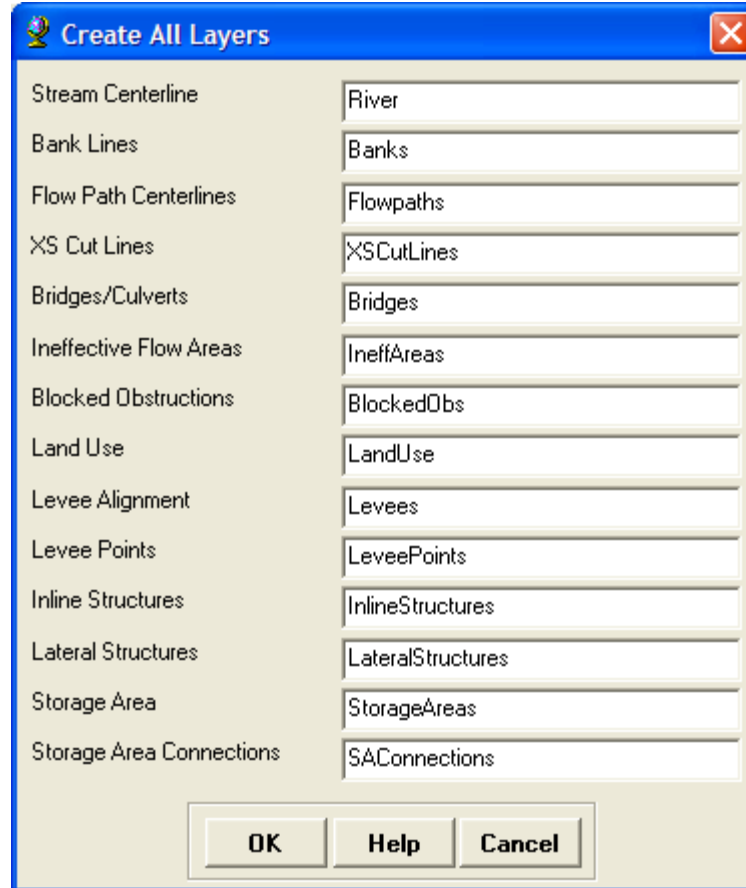 Create All Layers
Stream Centerline River
Bank Lines Banks
Flow Path Centerlines Flowpaths
XS Cut Lines XSCutLines
Bridges/Culverts Bridges
Ineffective Flow Areas IneffAreas
Blocked Obstructions BlockedObs
Land Use LandUse
Levee Alignment Levees
Levee Points LeveePoints
Inline Structures InlineStructures
Lateral Structures LateralStructures
Storage Area StorageAreas
Storage Area Connections SAConnections
OK Help Cancel